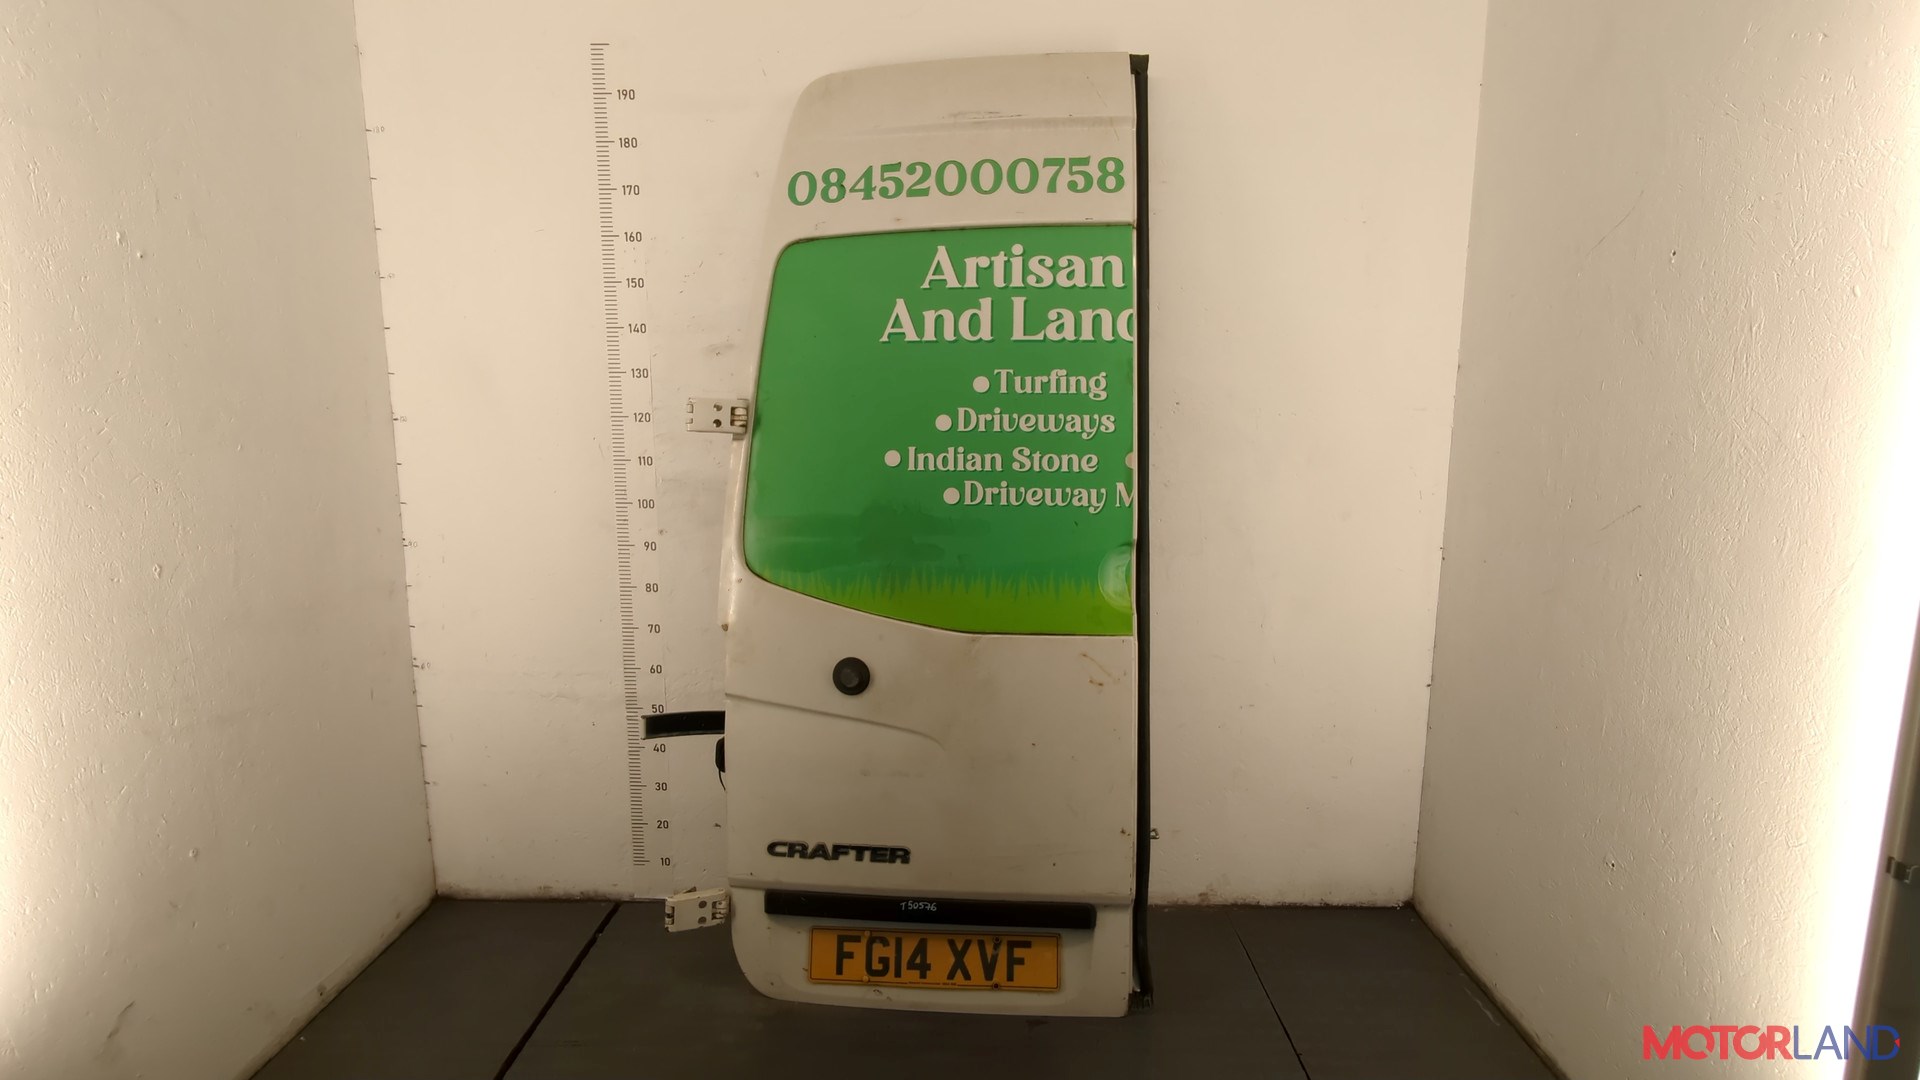 190
180
170
160
150
140
130
120
110
100
90
80
70
60
50
40
30
20
10
08452000758
Artisan
And Land
• Turfing
• Driveways
• Indian Stone
• Driveway M
CRAFTER
T50576
FG14 XVF
MOTORLAND